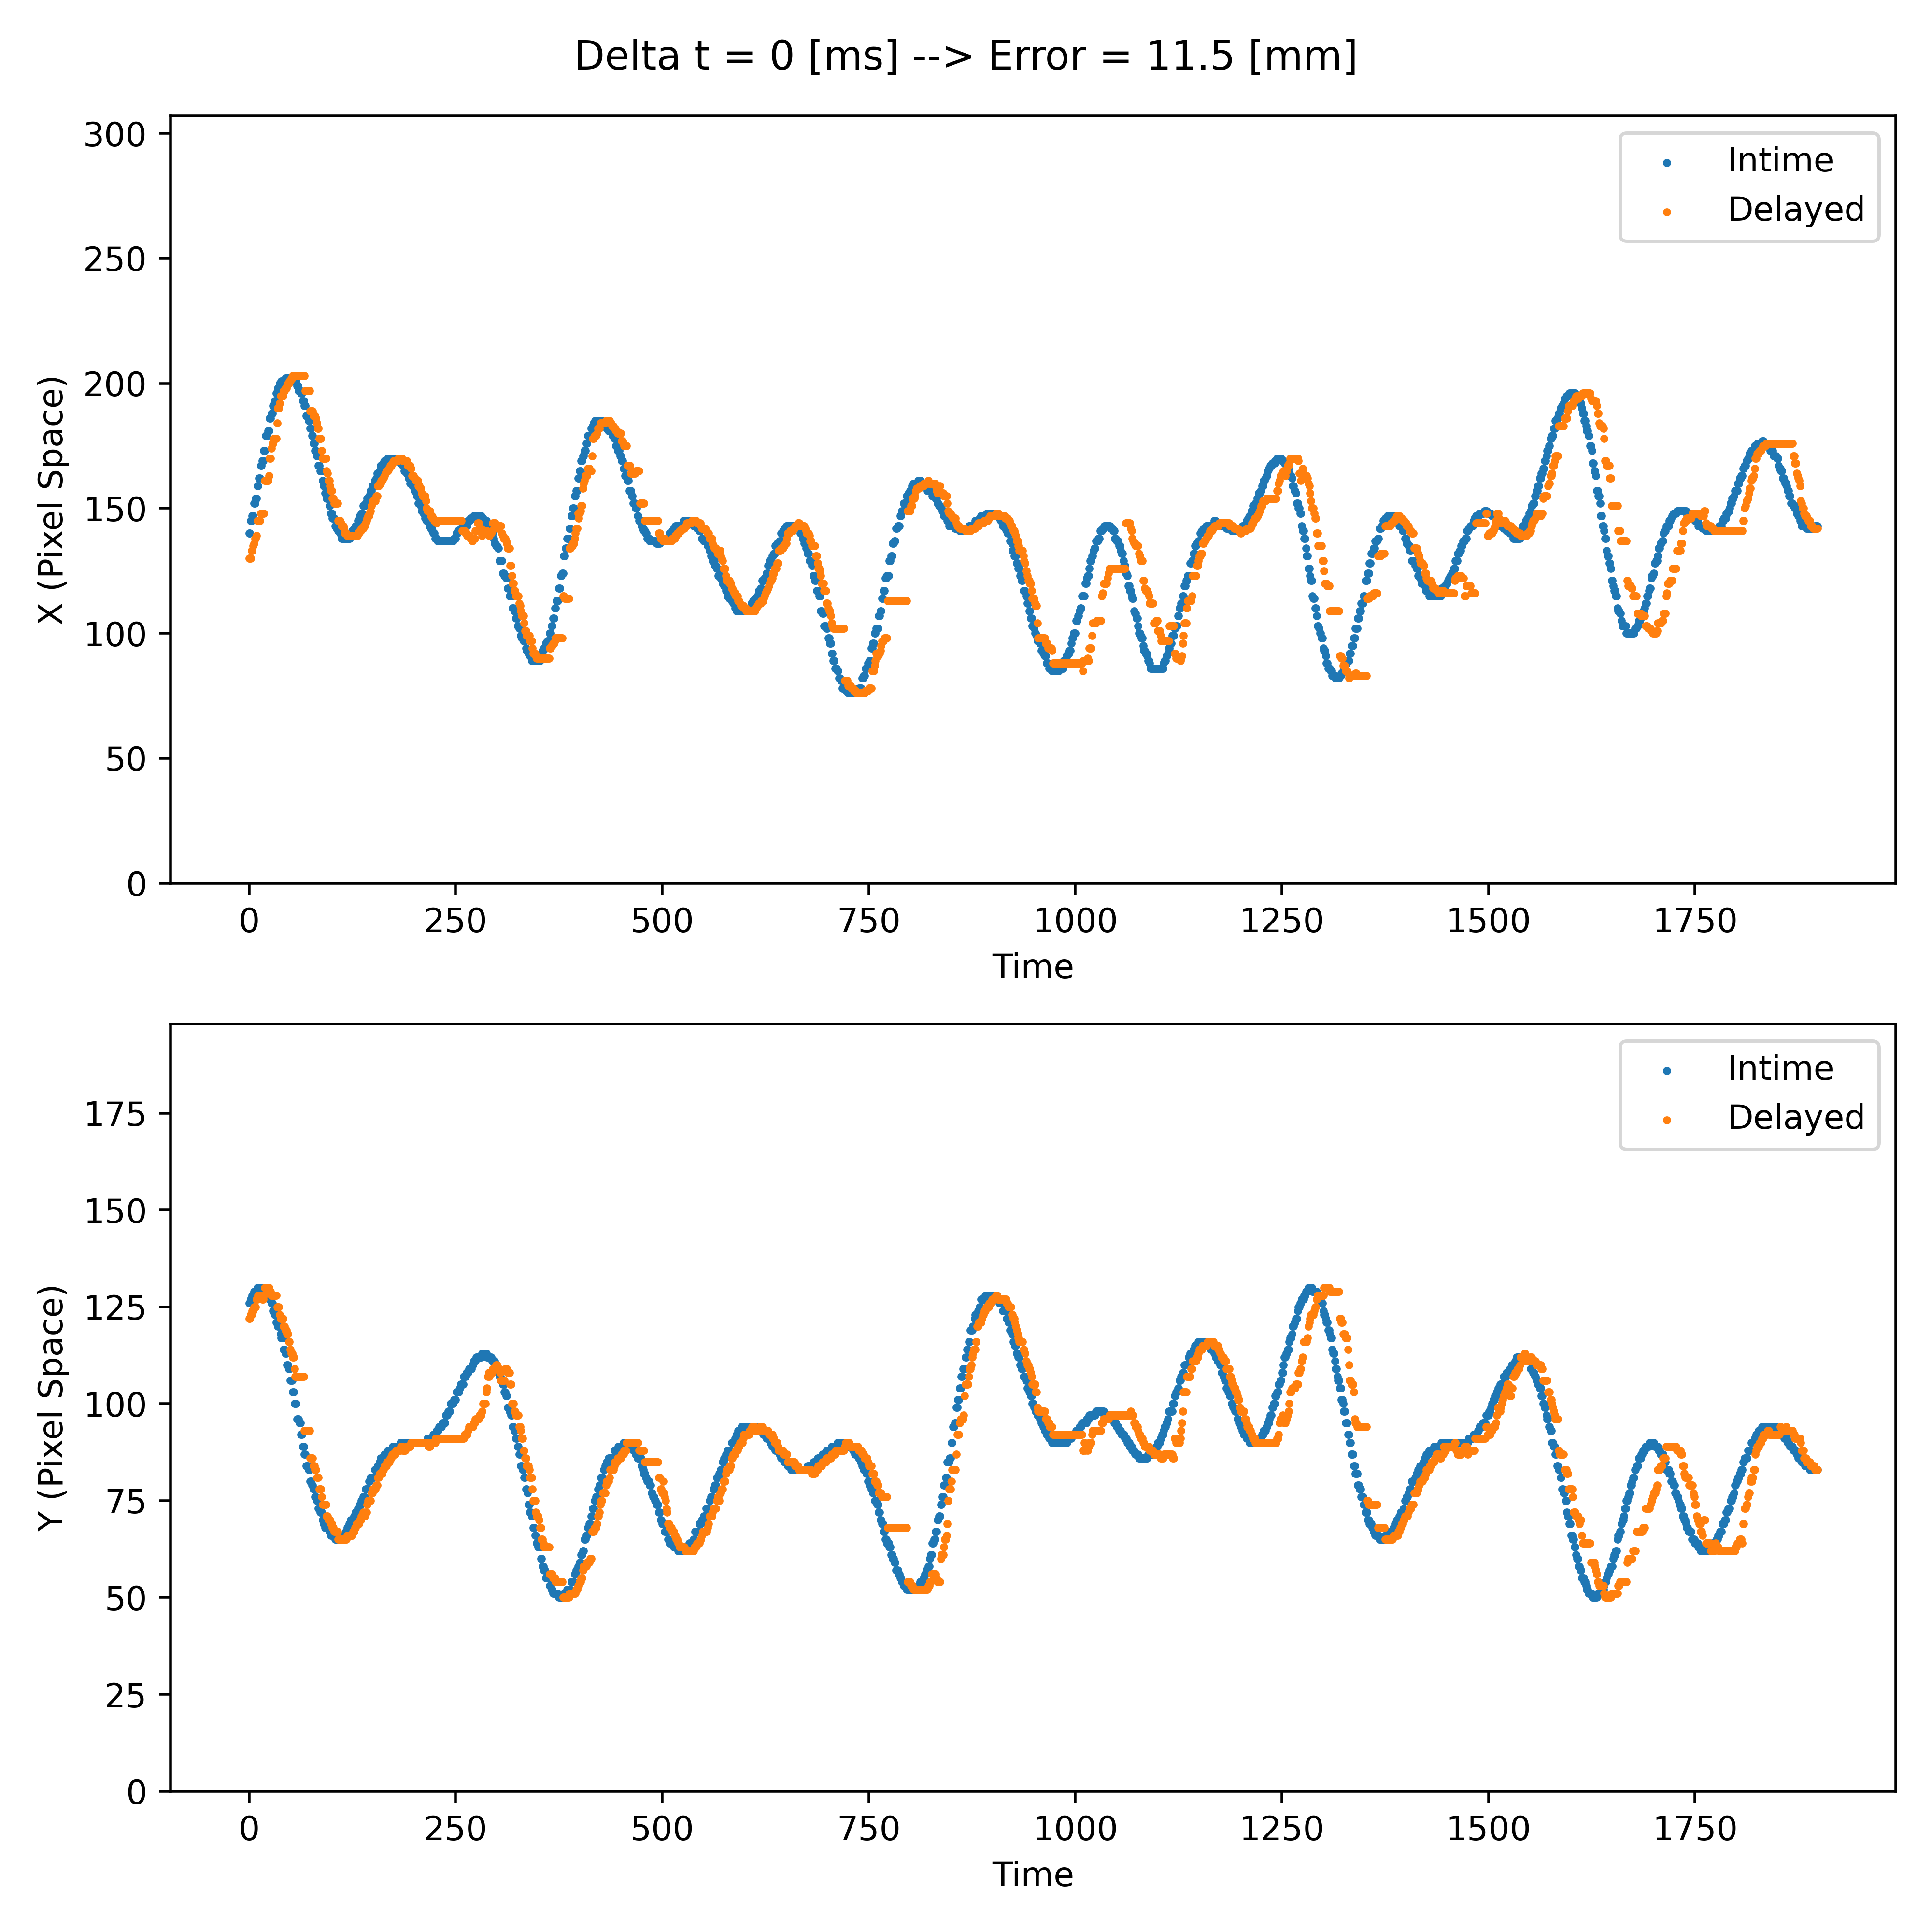 Delta t = 0 [ms] --> Error = 11.5 [mm]
300
250
200
150
100
50
0
X (Pixel Space)
Intime
Delayed
0 250 500 750 1000 1250 1500 1750
Time
175
150
125
100
75
50
25
0
Y (Pixel Space)
Intime
Delayed
0 250 500 750 1000 1250 1500 1750
Time